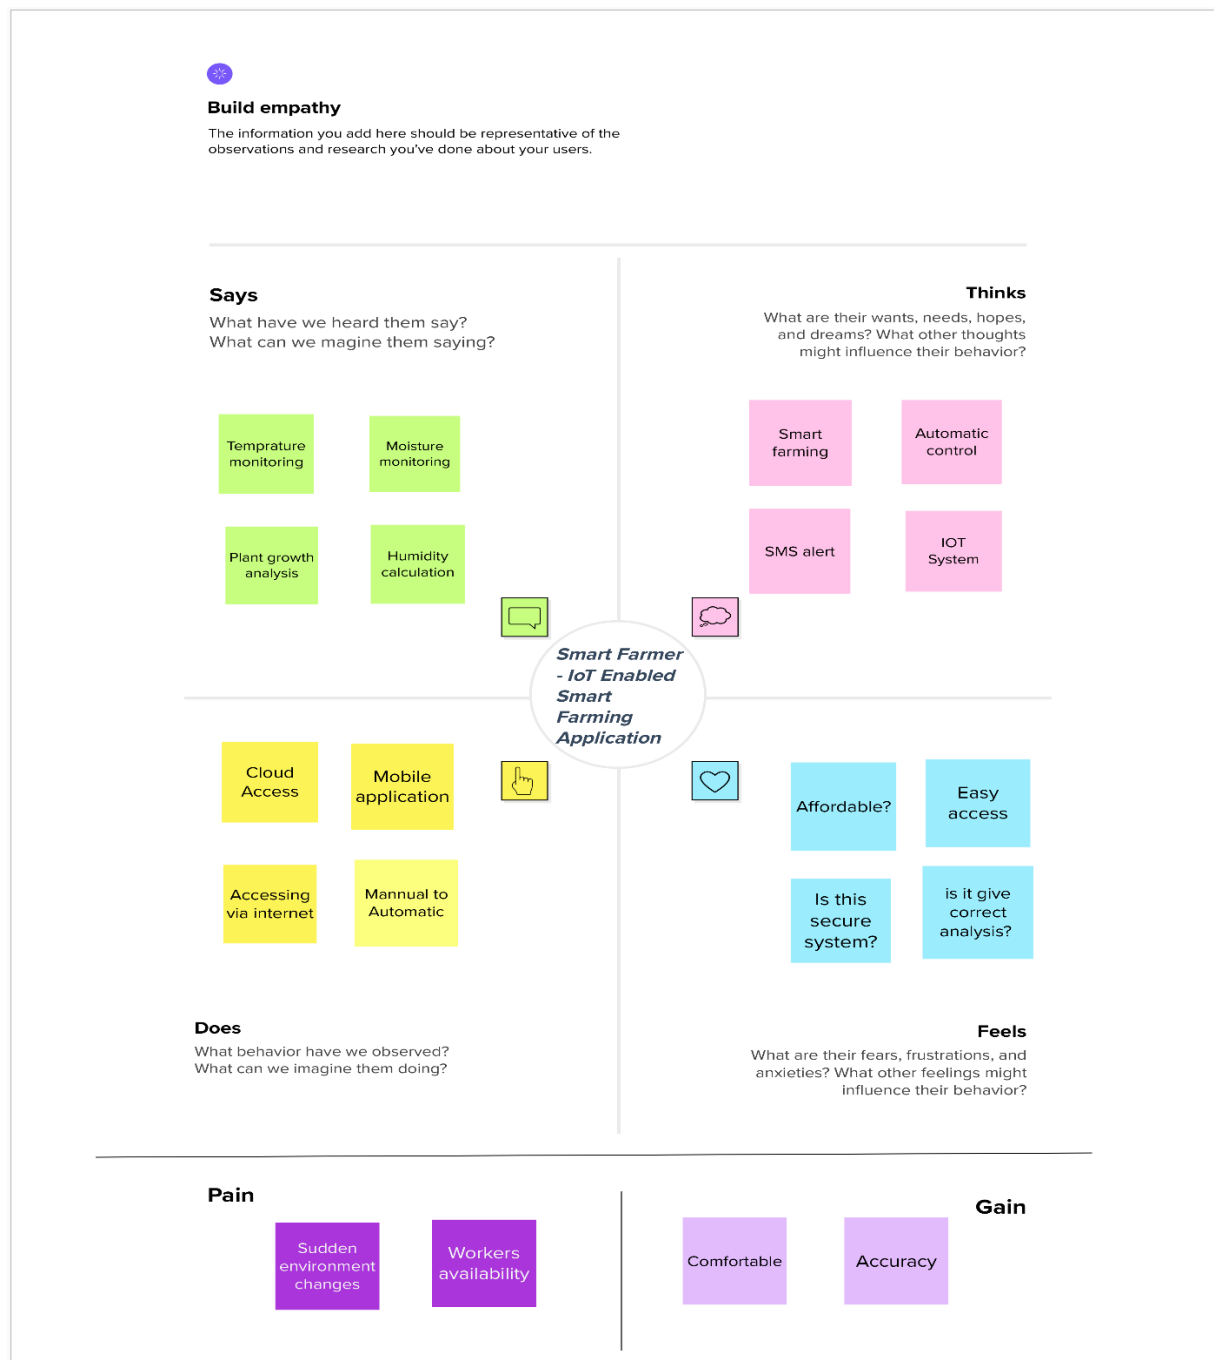 Build empathy
The information you add here should be representative of the
observations and research you've done about your users.
Says
What have we heard them say?
What can we magine them saying?
Thinks
What are their wants, needs, hopes,
and dreams? What other thoughts
might influence their behavior?
Temprature
monitoring
Moisture
monitoring
Plant growth
analysis
Humidity
calculation
Smart
farming
Automatic
control
SMS alert
IOT
System
Smart Farmer
- IoT Enabled
Smart
Farming
Application
Cloud
Access
Mobile
application
Accessing
via internet
Mannual to
Automatic
Affordable?
Easy
access
Is this
secure
system?
is it give
correct
analysis?
Does
What behavior have we observed?
What can we imagine them doing?
Feels
What are their fears, frustrations, and
anxieties? What other feelings might
influence their behavior?
Pain
Sudden
environment
changes
Workers
availability
Gain
Comfortable
Accuracy